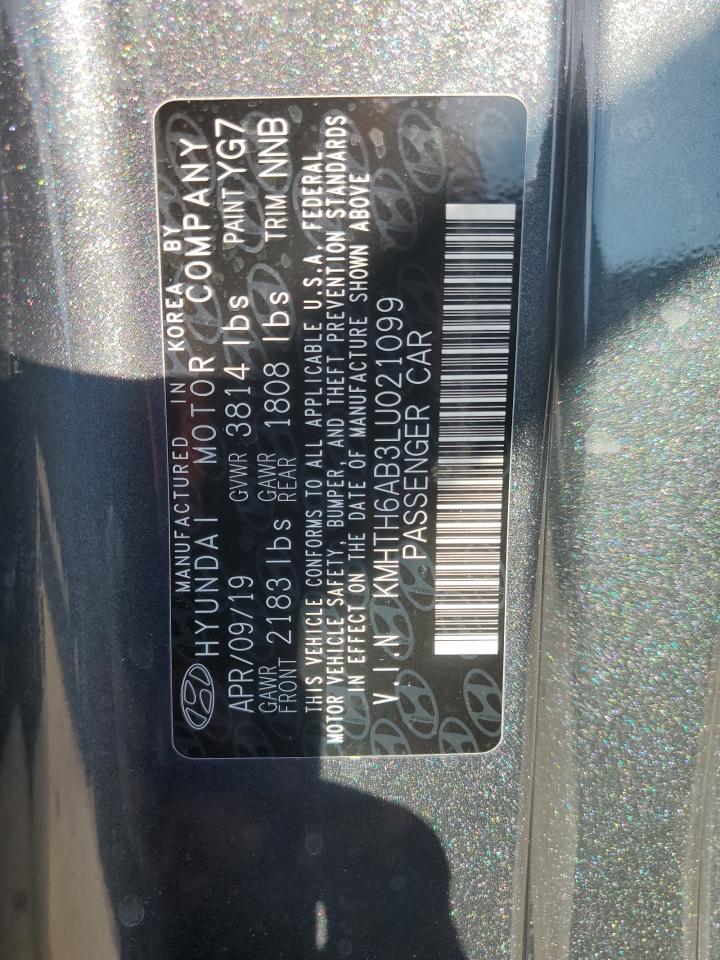 MANUFACTURED IN KOREA BY
HYUNDAI MOTOR COMPANY
APR/09/19 GVWR 3814 lbs PAINT YG7
GAWR FRONT 2183 lbs GAWR REAR 1808 lbs TRIM NNB
THIS VEHICLE CONFORMS TO ALL APPLICABLE U.S.A. FEDERAL
MOTOR VEHICLE SAFETY, BUMPER, AND THEFT PREVENTION STANDARDS
IN EFFECT ON THE DATE OF MANUFACTURE SHOWN ABOVE
V.I.N KMHTH6AB3LU021099
PASSENGER CAR